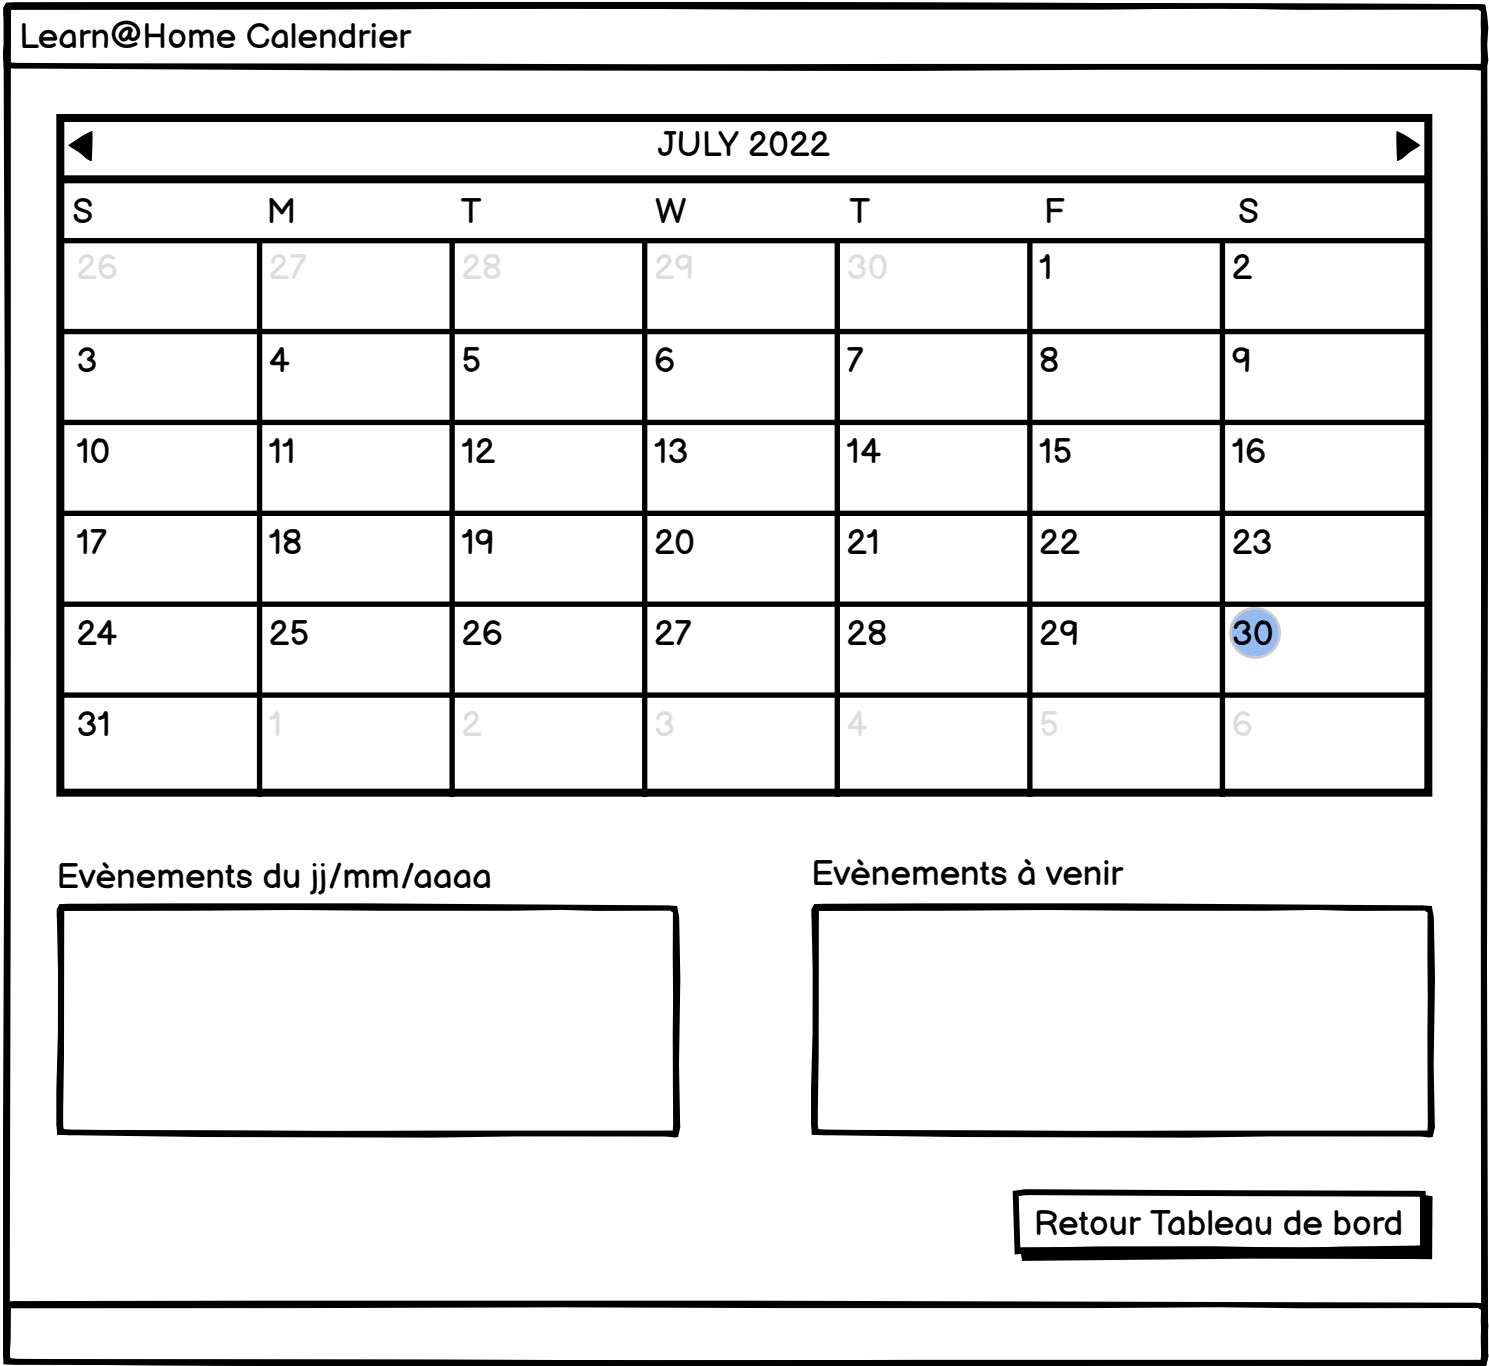 Learn@Home Calendrier
JULY 2022
S M T W T F S
26 27 28 29 30 1 2
3 4 5 6 7 8 9
10 11 12 13 14 15 16
17 18 19 20 21 22 23
24 25 26 27 28 29 30
31 1 2 3 4 5 6
Evènements du jj/mm/aaaa
Evènements à venir
Retour Tableau de bord